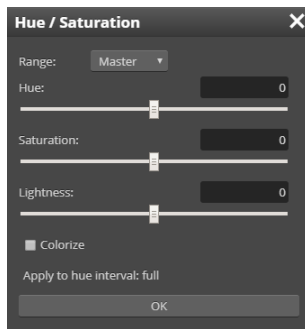 Hue / Saturation
Range: Master
Hue: 0
Saturation: 0
Lightness: 0
Colorize
Apply to hue interval: full
OK